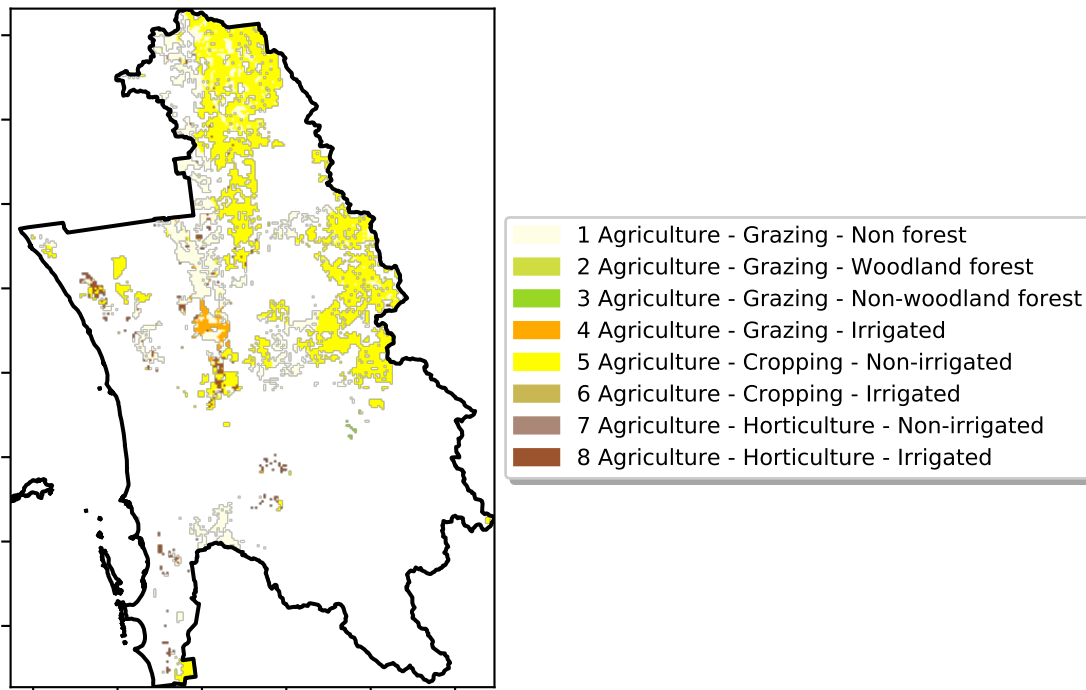 1 Agriculture - Grazing - Non forest
2 Agriculture - Grazing - Woodland forest
3 Agriculture - Grazing - Non-woodland forest
4 Agriculture - Grazing - Irrigated
5 Agriculture - Cropping - Non-irrigated
6 Agriculture - Cropping - Irrigated
7 Agriculture - Horticulture - Non-irrigated
8 Agriculture - Horticulture - Irrigated